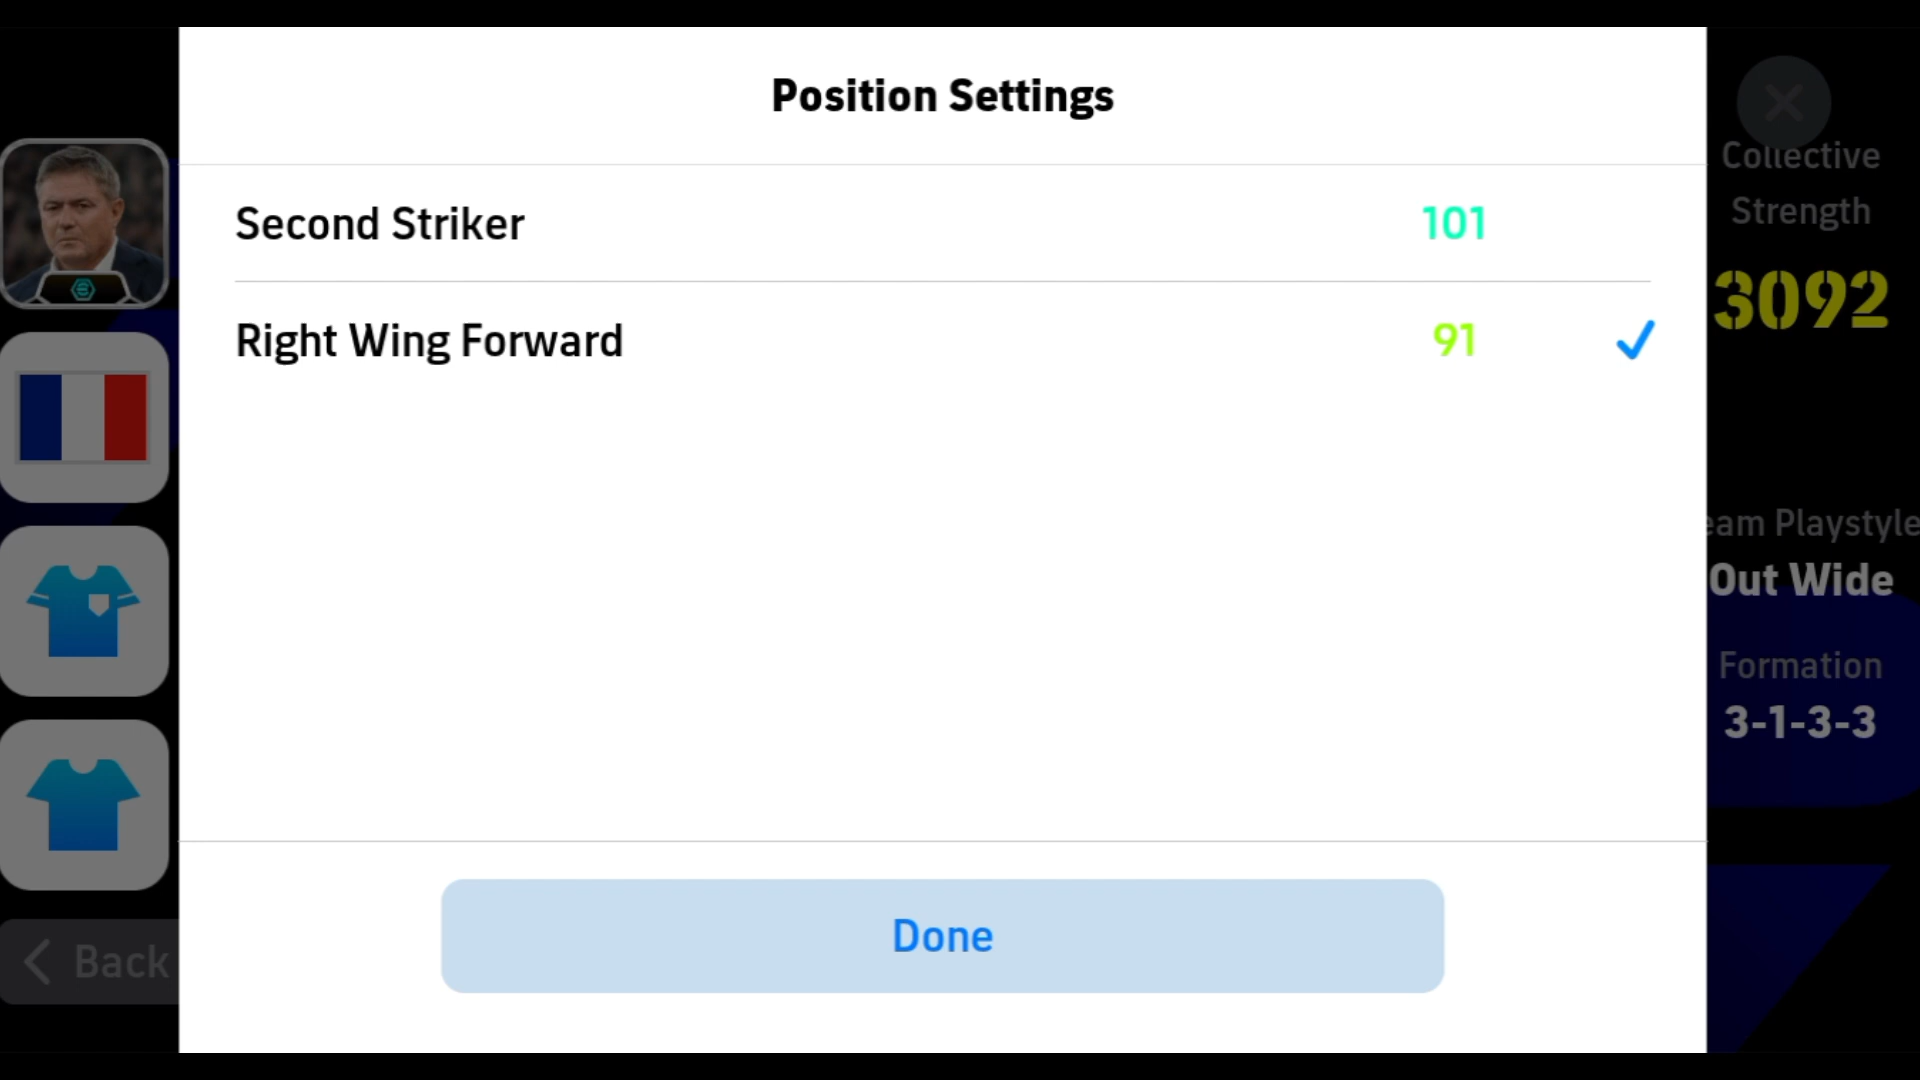 Position Settings
Second Striker 101
Right Wing Forward 91
Done
Back
Collective
Strength
3092
eam Playstyle
Out Wide
Formation
3-1-3-3